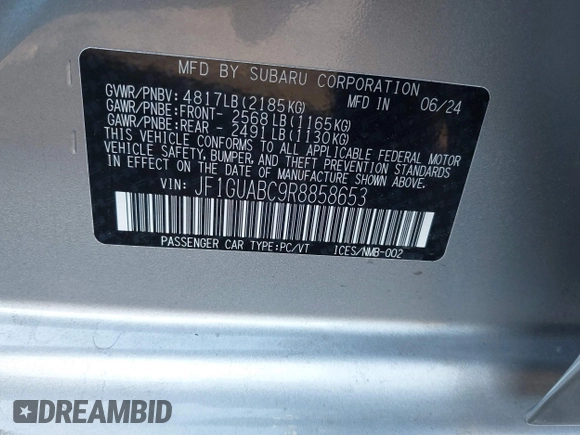 MFD BY SUBARU CORPORATION
GVWR/PNBV: 4817LB(2185KG) MFD IN 06/24
GAWR/PNBE:FRONT- 2568LB(1165KG)
GAWR/PNBE:REAR - 2491LB(1130KG)
THIS VEHICLE CONFORMS TO ALL APPLICABLE FEDERAL MOTOR
VEHICLE SAFETY, BUMPER, AND THEFT PREVENTION STANDARDS
IN EFFECT ON THE DATE OF MANUFACTURE SHOWN ABOVE.
VIN: JF1GUABC9R8858653
PASSENGER CAR TYPE:PC/VT ICES/NMB-002
DREAMBID